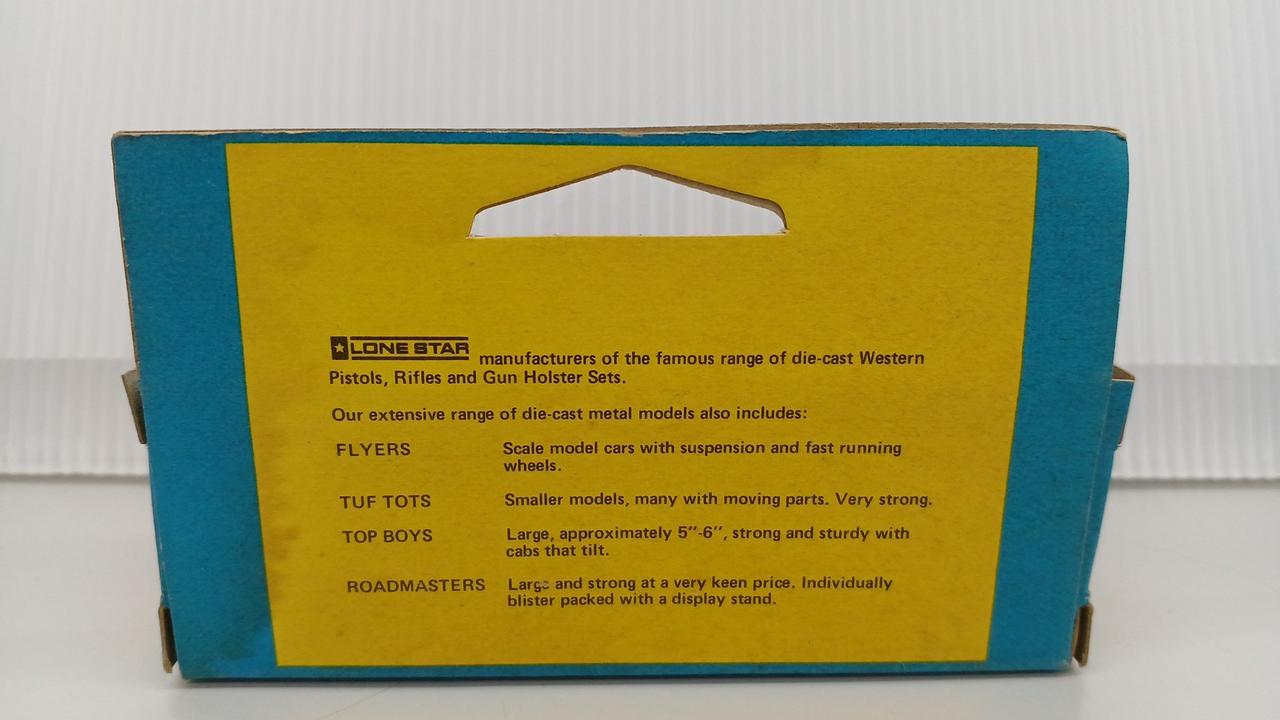 LONE STAR manufacturers of the famous range of die-cast Western
Pistols, Rifles and Gun Holster Sets.
Our extensive range of die-cast metal models also includes:
FLYERS Scale model cars with suspension and fast running
wheels.
TUF TOTS Smaller models, many with moving parts. Very strong.
TOP BOYS Large, approximately 5″-6″, strong and sturdy with
cabs that tilt.
ROADMASTERS Large and strong at a very keen price. Individually
blister packed with a display stand.